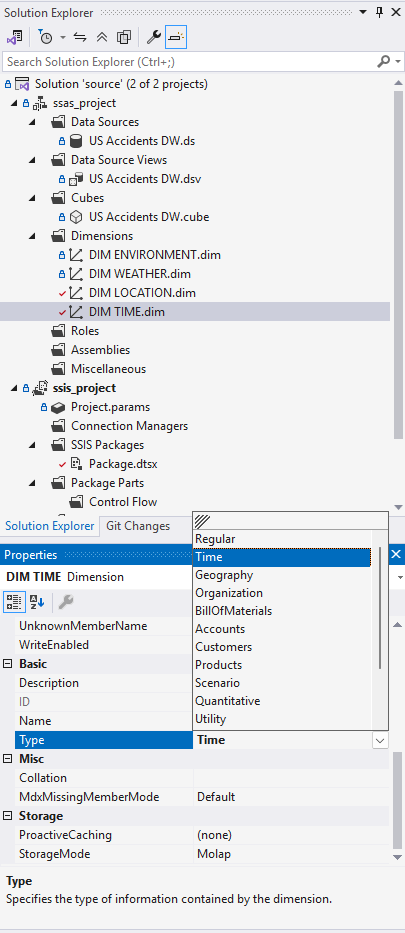 Solution Explorer
Search Solution Explorer (Ctrl+;)
Solution 'source' (2 of 2 projects)
ssas_project
Data Sources
US Accidents DW.ds
Data Source Views
US Accidents DW.dsv
Cubes
US Accidents DW.cube
Dimensions
DIM ENVIRONMENT.dim
DIM WEATHER.dim
DIM LOCATION.dim
DIM TIME.dim
Roles
Assemblies
Miscellaneous
ssis_project
Project.params
Connection Managers
SSIS Packages
Package.dtsx
Package Parts
Control Flow
Solution Explorer Git Changes
Properties
DIM TIME Dimension
UnknownMemberName
WriteEnabled
Basic
Description
ID
Name
Type Time
Regular
Time
Geography
Organization
BillOfMaterials
Accounts
Customers
Products
Scenario
Quantitative
Utility
Misc
Collation
MdxMissingMemberMode Default
Storage
ProactiveCaching (none)
StorageMode Molap
Type
Specifies the type of information contained by the dimension.